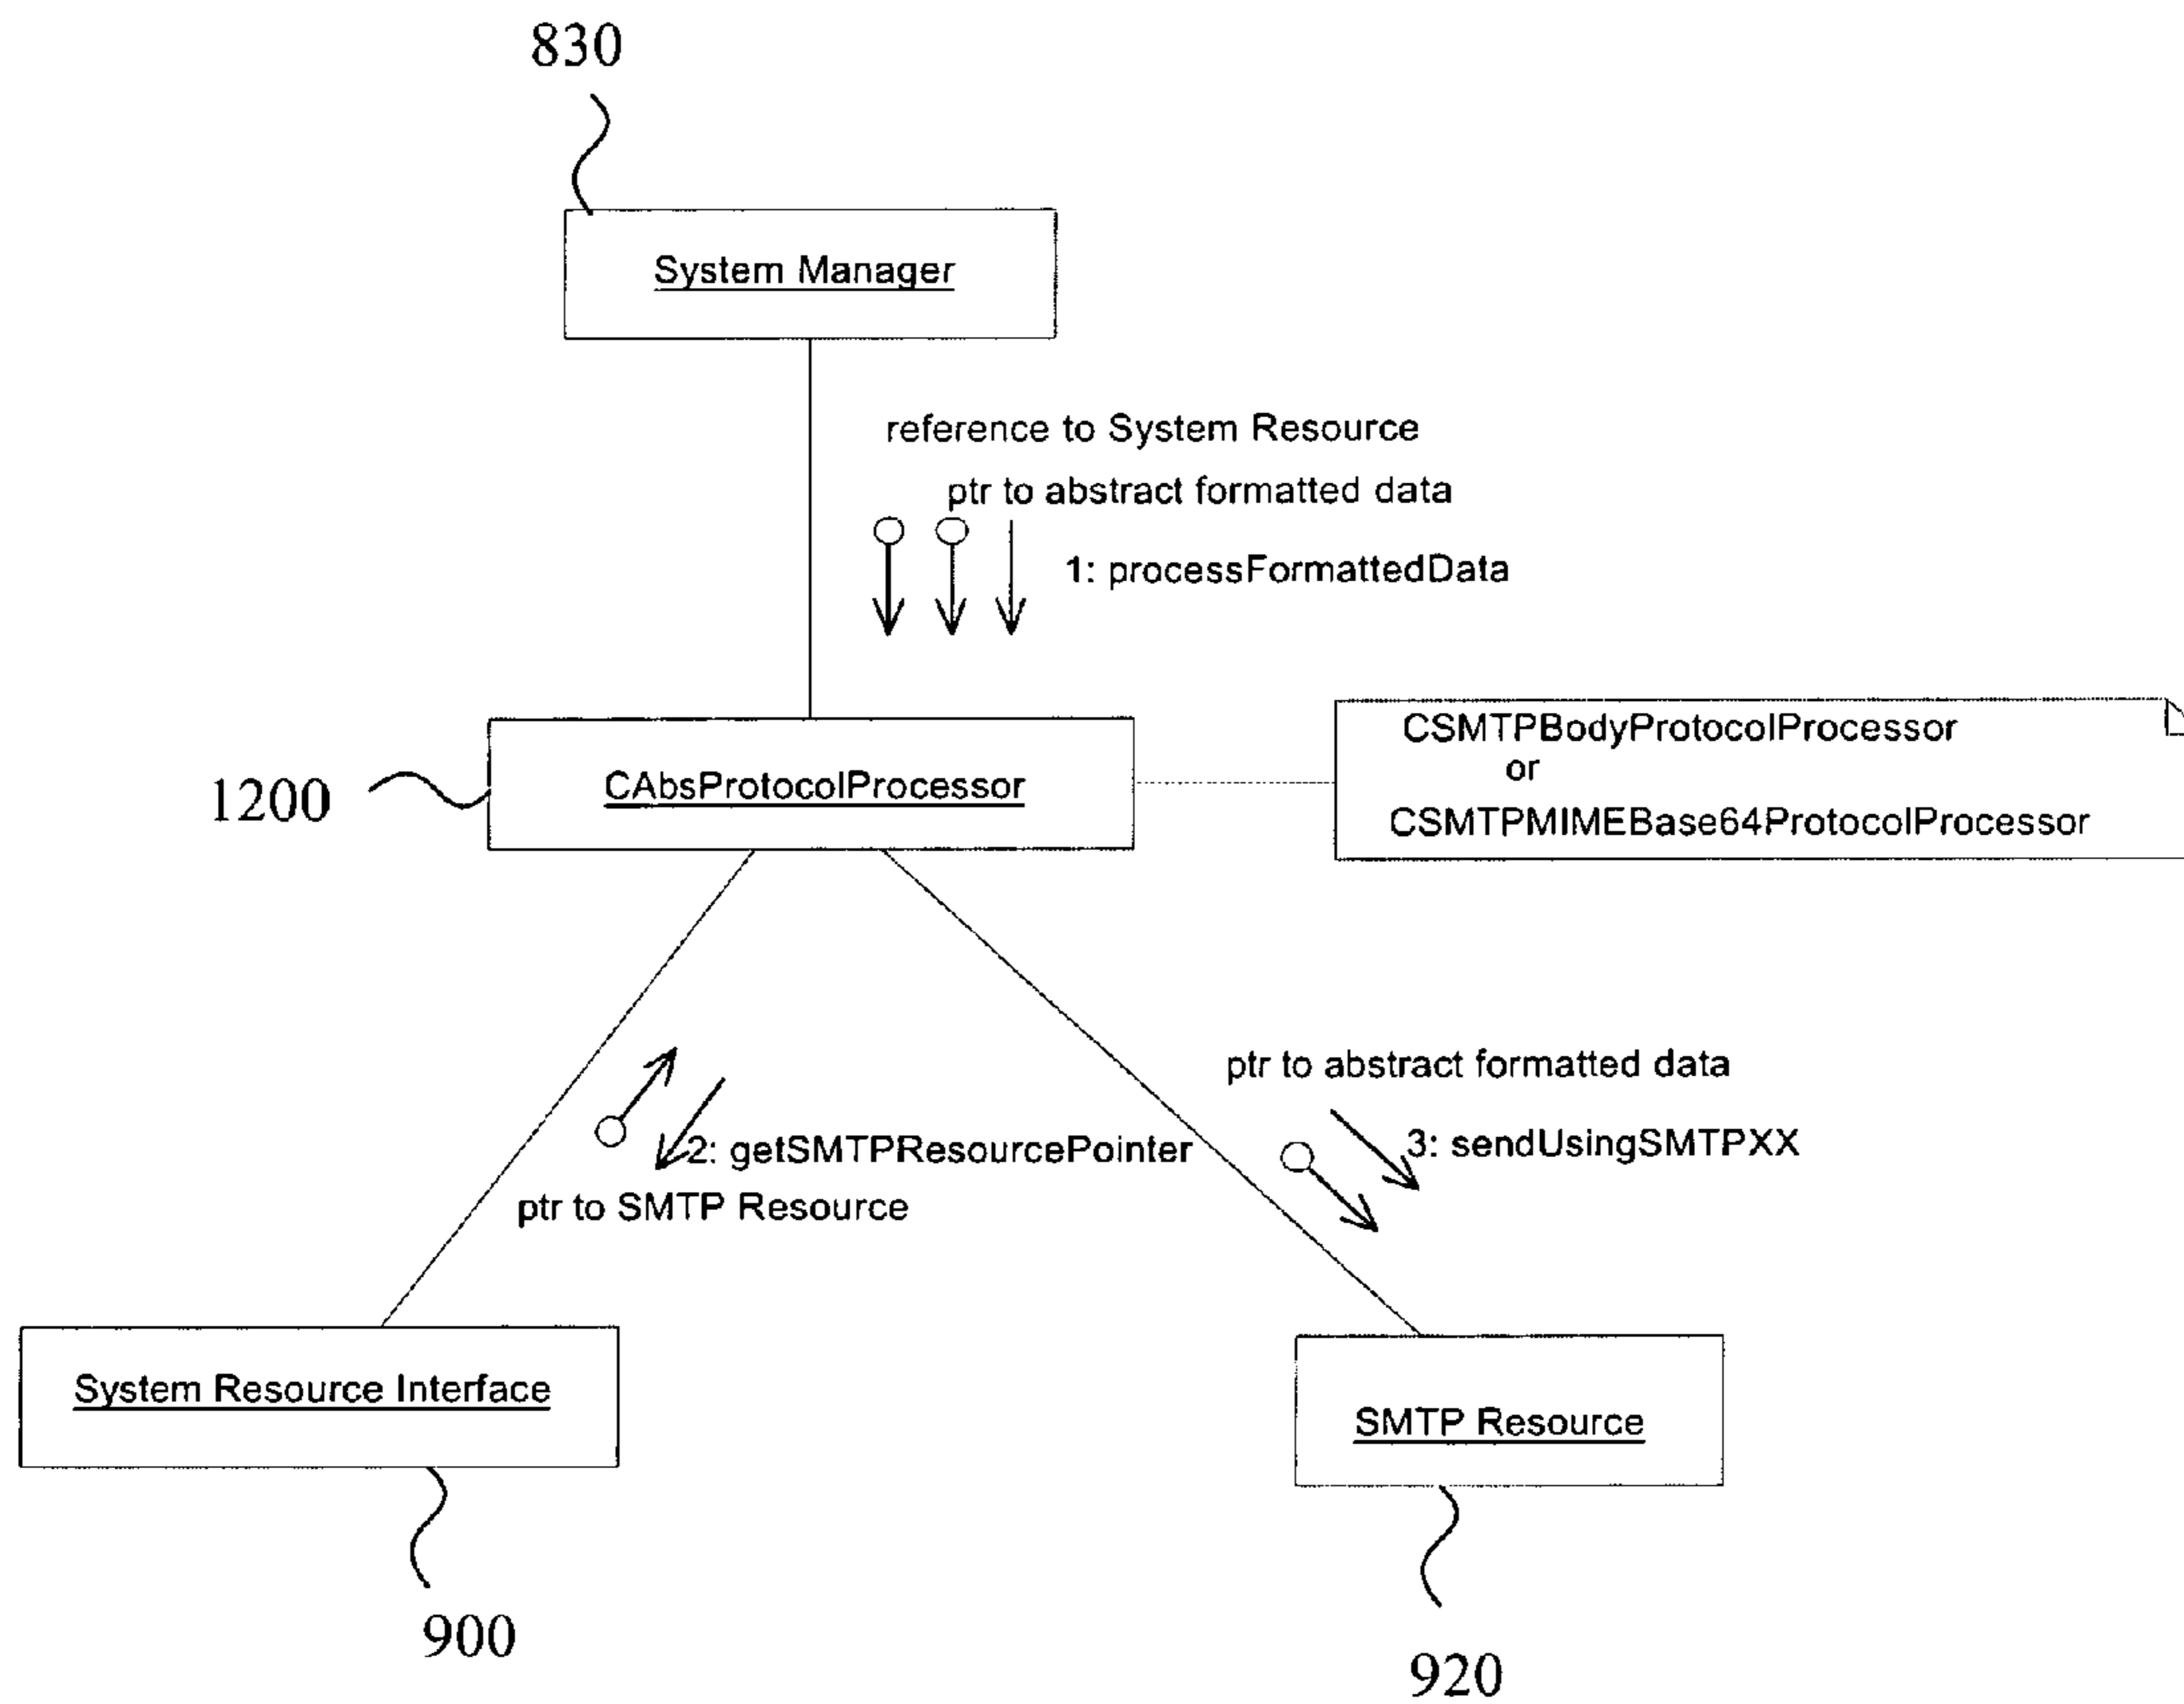 830
System Manager
reference to System Resource
ptr to abstract formatted data
1: processFormattedData
CSMTPBodyProtocolProcessor
or
CSMTPMIMEBase64ProtocolProcessor
CAbsProtocolProcessor
1200
ptr to abstract formatted data
3: sendUsingSMTPXX
2: getSMTPResourcePointer
ptr to SMTP Resource
System Resource Interface
SMTP Resource
900
920